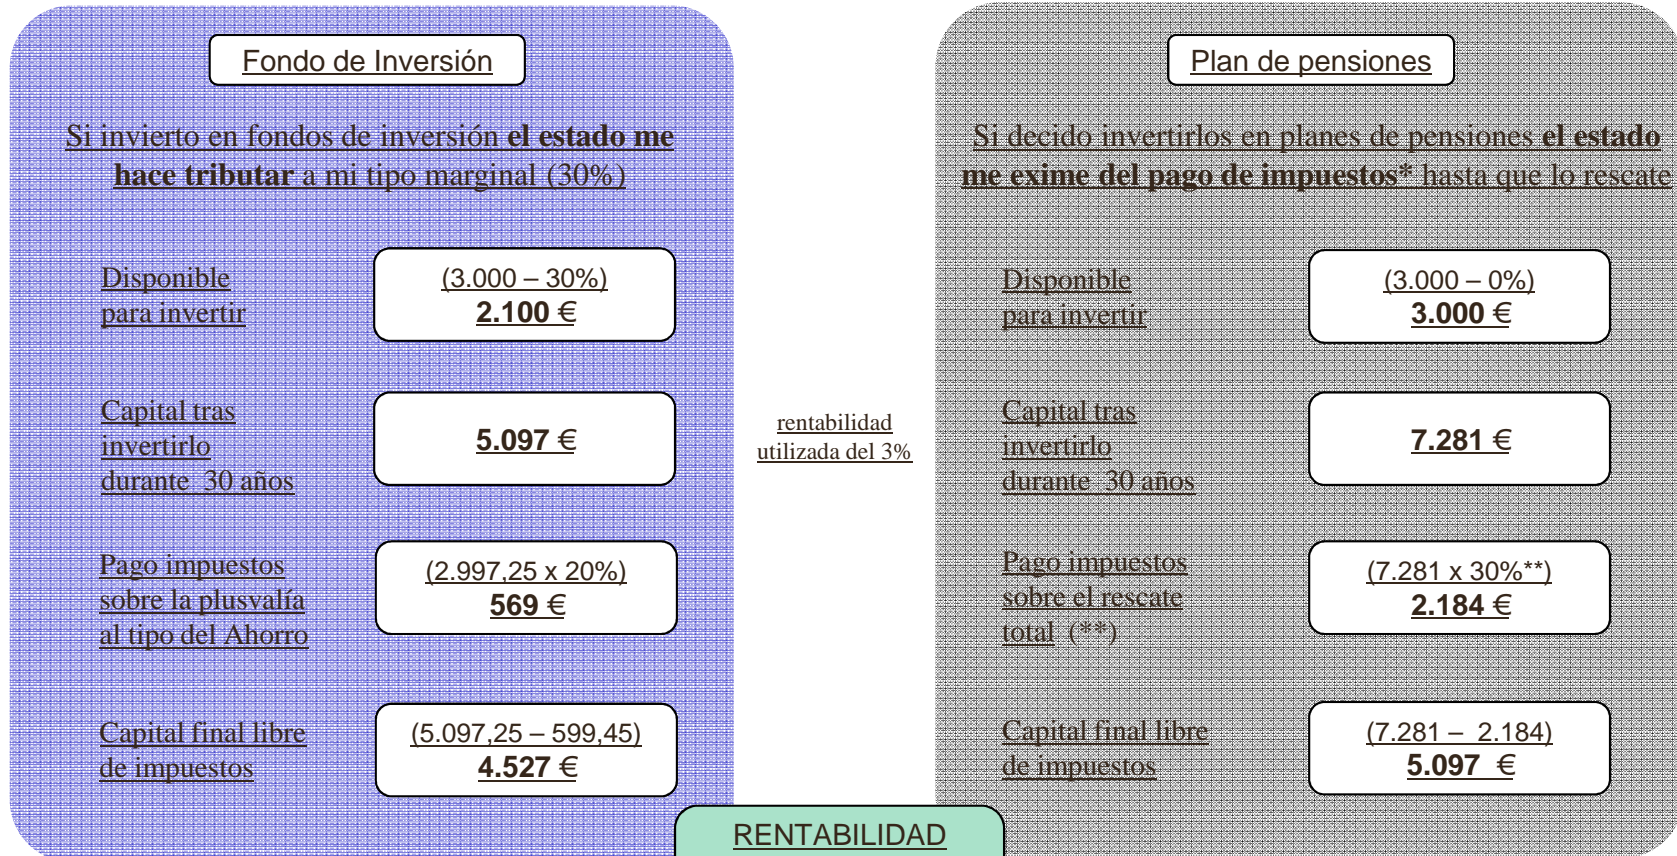 Fondo de Inversión
Si invierto en fondos de inversión el estado me
hace tributar a mi tipo marginal (30%)
Disponible
para invertir
(3.000 – 30%)
2.100 €
Capital tras
invertirlo
durante 30 años
5.097 €
Pago impuestos
sobre la plusvalía
al tipo del Ahorro
(2.997,25 x 20%)
569 €
Capital final libre
de impuestos
(5.097,25 – 599,45)
4.527 €
rentabilidad
utilizada del 3%
Plan de pensiones
Si decido invertirlos en planes de pensiones el estado
me exime del pago de impuestos* hasta que lo rescate
Disponible
para invertir
(3.000 – 0%)
3.000 €
Capital tras
invertirlo
durante 30 años
7.281 €
Pago impuestos
sobre el rescate
total (**)
(7.281 x 30%**)
2.184 €
Capital final libre
de impuestos
(7.281 – 2.184)
5.097 €
RENTABILIDAD